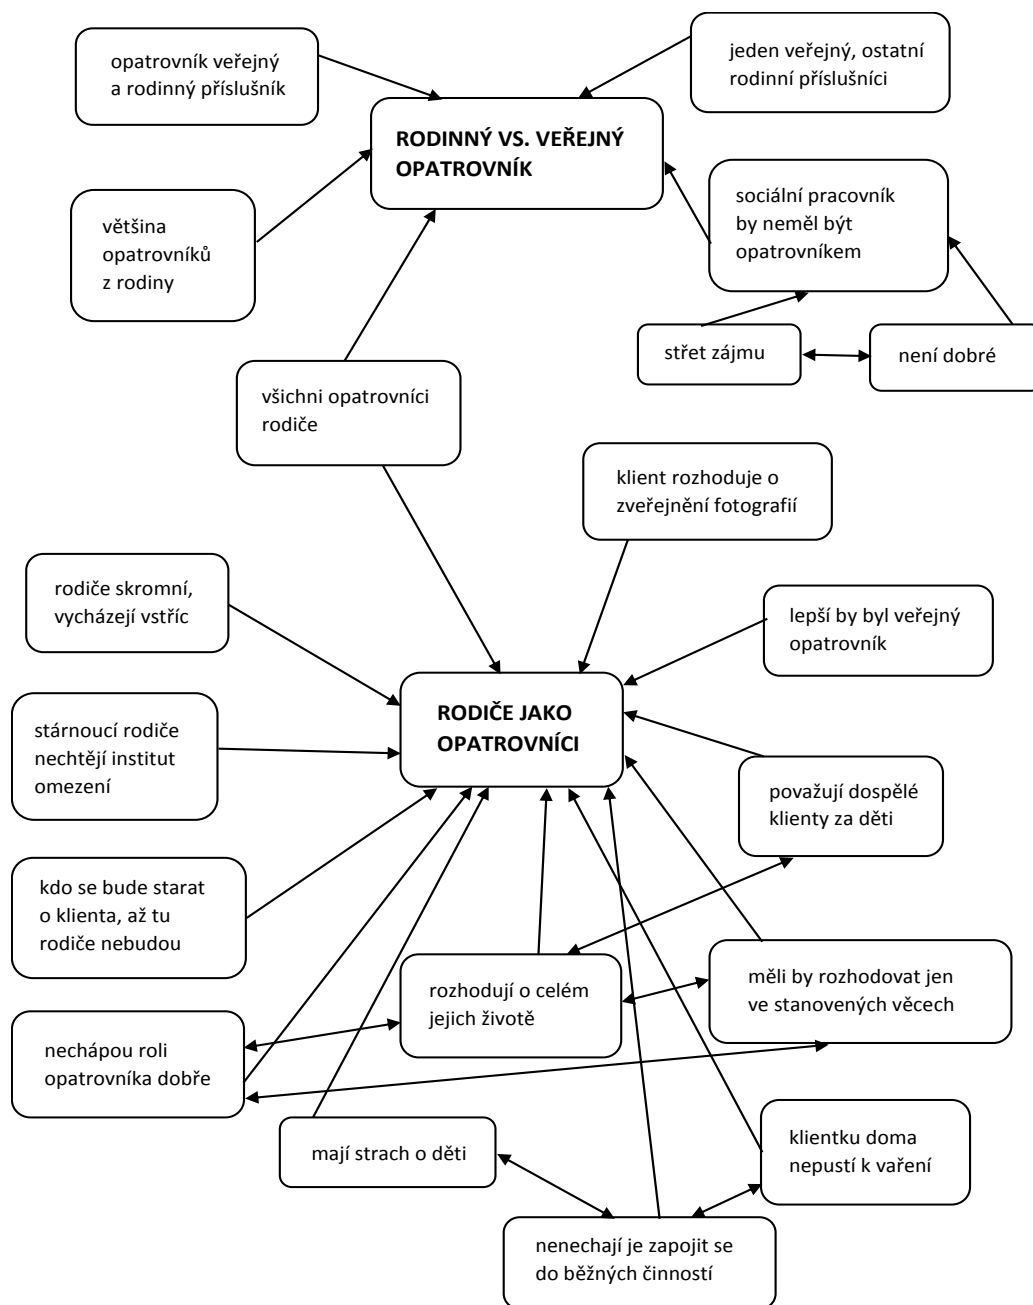 opatrovník veřejný
a rodinný příslušník
jeden veřejný, ostatní
rodinní příslušníci
RODINNÝ VS. VEŘEJNÝ
OPATROVNÍK
většina
opatrovníků
z rodiny
sociální pracovník
by neměl být
opatrovníkem
střet zájmu
není dobré
všichni opatrovníci
rodiče
klient rozhoduje o
zveřejnění fotografií
rodiče skromní,
vycházejí vstříc
lepší by byl veřejný
opatrovník
RODIČE JAKO
OPATROVNÍCI
stárnoucí rodiče
nechtějí institut
omezení
považují dospělé
klienty za děti
kdo se bude starat
o klienta, až tu
rodiče nebudou
rozhodují o celém
jejich životě
měli by rozhodovat jen
ve stanovených věcech
nechápou roli
opatrovníka dobře
mají strach o děti
klientku doma
nepustí k vaření
nenechají je zapojit se
do běžných činností